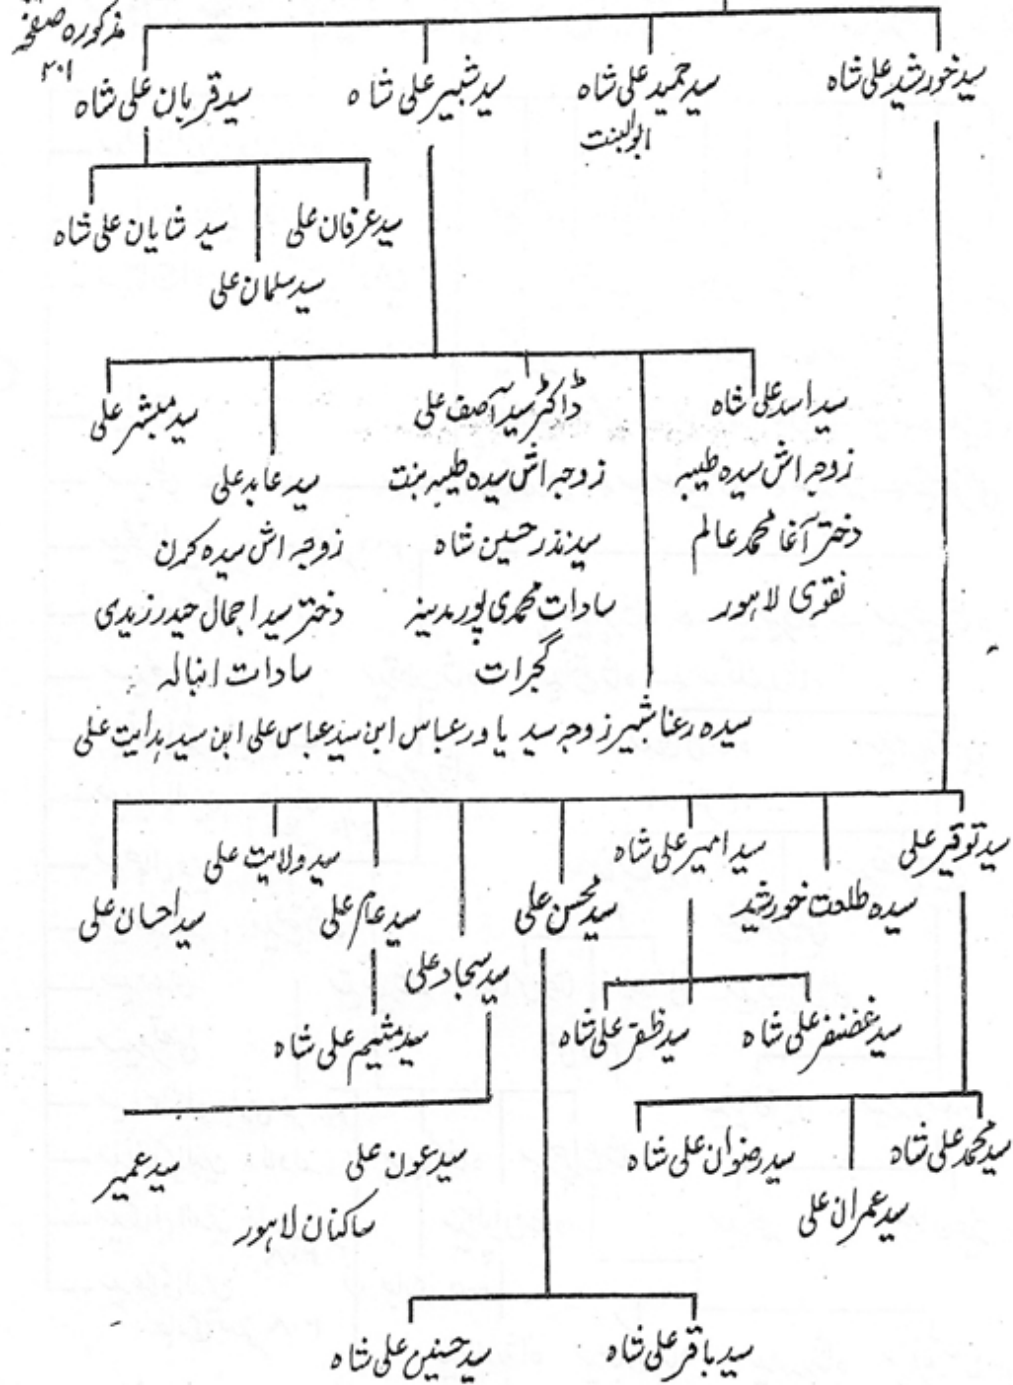 مذکورہ صفحہ
۲۰۱
سید خورشید علی شاہ
سید حمید علی شاہ
ابوالبنت
سید شبیر علی شاہ
سید قربان علی شاہ
سید عرفان علی
سید سلمان علی
سید شایان علی شاہ
سید اسد علی شاہ
زوجہ اش سیدہ طیبہ
دختر آغا محمد عالم
نقوی لاہور
ڈاکٹر سید آصف علی
زوجہ اش سیدہ طیبہ بنت
سید نذر حسین شاہ
سادات محمدی پور مدینہ
گجرات
سید عابد علی
زوجہ اش سیدہ کرن
دختر سید اجمال حیدر زیدی
سادات انبالہ
سید مبشر علی
سیدہ رعنا شبیر زوجہ سید یاور عباس ابن سید عباس علی ابن سید ہدایت علی
سید توقیر علی
سیدہ طلعت خورشید
سید امیر علی شاہ
سید محسن علی
سید سجاد علی
سید عامر علی
سید ولایت علی
سید احسان علی
سید غضنفر علی شاہ
سید ظفر علی شاہ
سید میثم علی شاہ
سید محمد علی شاہ
سید عمران علی
سید رضوان علی شاہ
سید عون علی
سید عمیر
ساکنان لاہور
سید باقر علی شاہ
سید حسنین علی شاہ